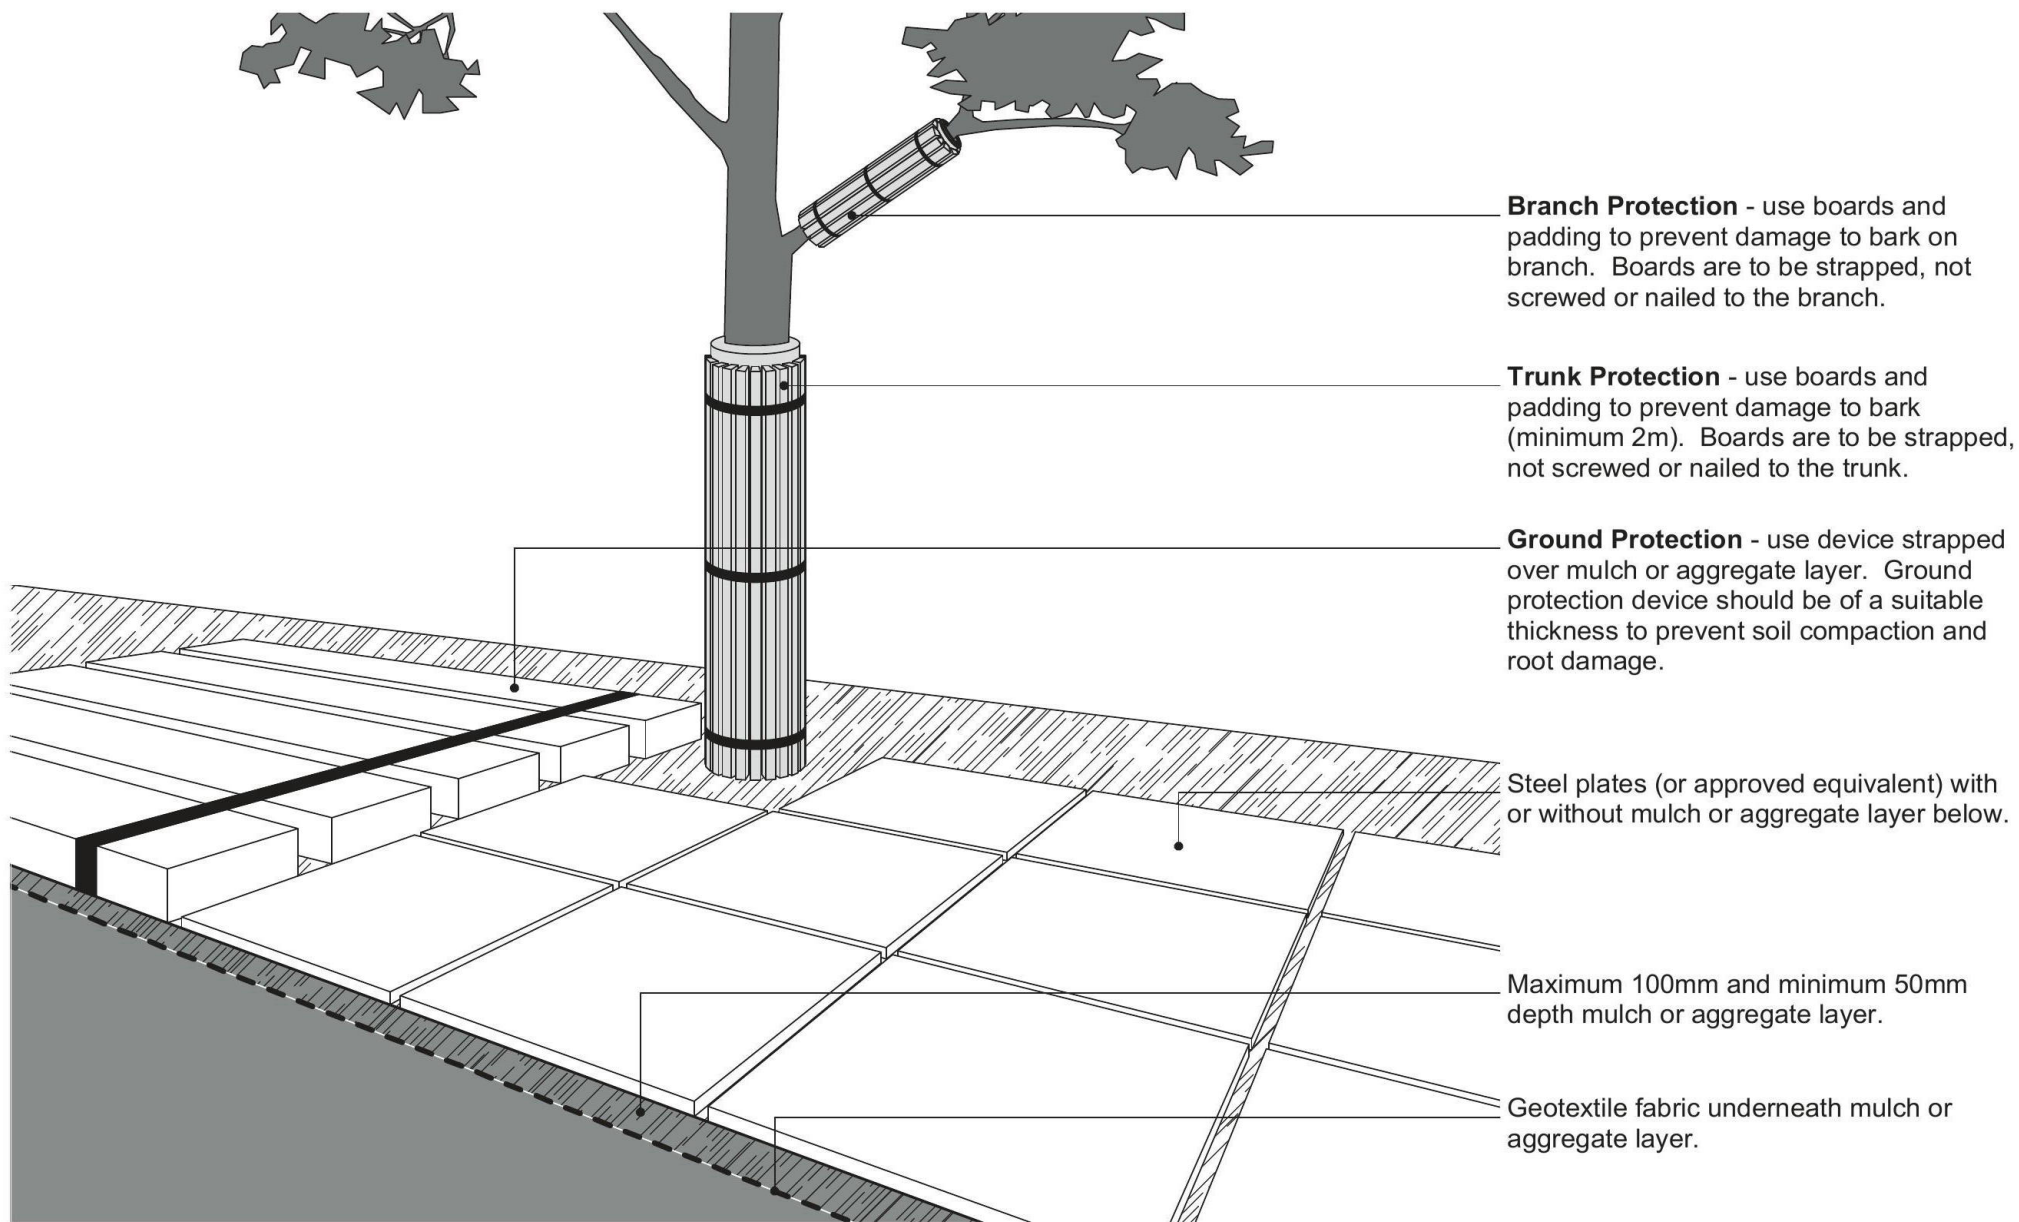 Branch Protection - use boards and
padding to prevent damage to bark on
branch. Boards are to be strapped, not
screwed or nailed to the branch.
Trunk Protection - use boards and
padding to prevent damage to bark
(minimum 2m). Boards are to be strapped,
not screwed or nailed to the trunk.
Ground Protection - use device strapped
over mulch or aggregate layer. Ground
protection device should be of a suitable
thickness to prevent soil compaction and
root damage.
Steel plates (or approved equivalent) with
or without mulch or aggregate layer below.
Maximum 100mm and minimum 50mm
depth mulch or aggregate layer.
Geotextile fabric underneath mulch or
aggregate layer.